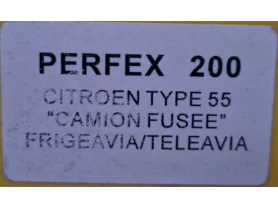 PERFEX 200
CITROEN TYPE 55
“CAMION FUSEE”
FRIGEAVIA/TELEAVIA